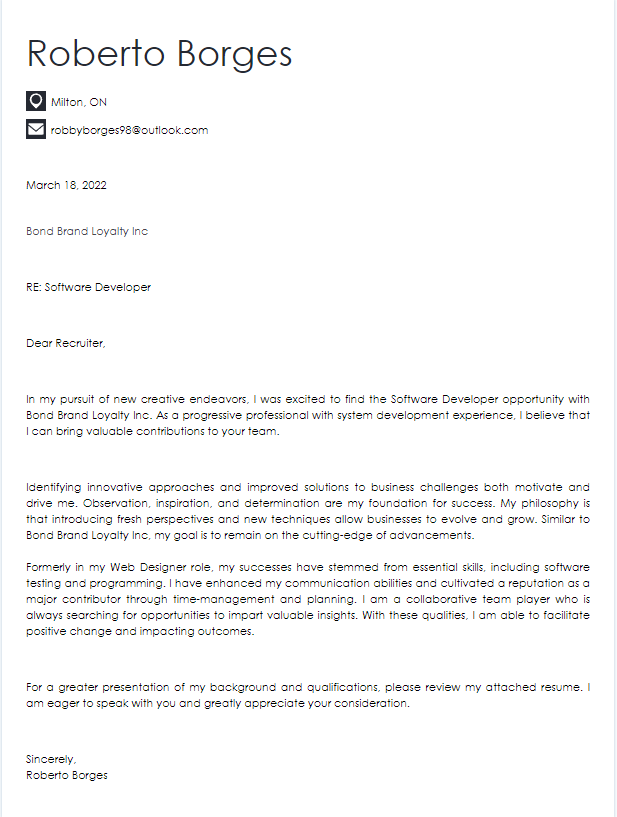 Roberto Borges
Milton, ON
robbyborges98@outlook.com
March 18, 2022
Bond Brand Loyalty Inc
RE: Software Developer
Dear Recruiter,
In my pursuit of new creative endeavors, I was excited to find the Software Developer opportunity with
Bond Brand Loyalty Inc. As a progressive professional with system development experience, I believe that
I can bring valuable contributions to your team.
Identifying innovative approaches and improved solutions to business challenges both motivate and
drive me. Observation, inspiration, and determination are my foundation for success. My philosophy is
that introducing fresh perspectives and new techniques allow businesses to evolve and grow. Similar to
Bond Brand Loyalty Inc, my goal is to remain on the cutting-edge of advancements.
Formerly in my Web Designer role, my successes have stemmed from essential skills, including software
testing and programming. I have enhanced my communication abilities and cultivated a reputation as a
major contributor through time-management and planning. I am a collaborative team player who is
always searching for opportunities to impart valuable insights. With these qualities, I am able to facilitate
positive change and impacting outcomes.
For a greater presentation of my background and qualifications, please review my attached resume. I
am eager to speak with you and greatly appreciate your consideration.
Sincerely,
Roberto Borges